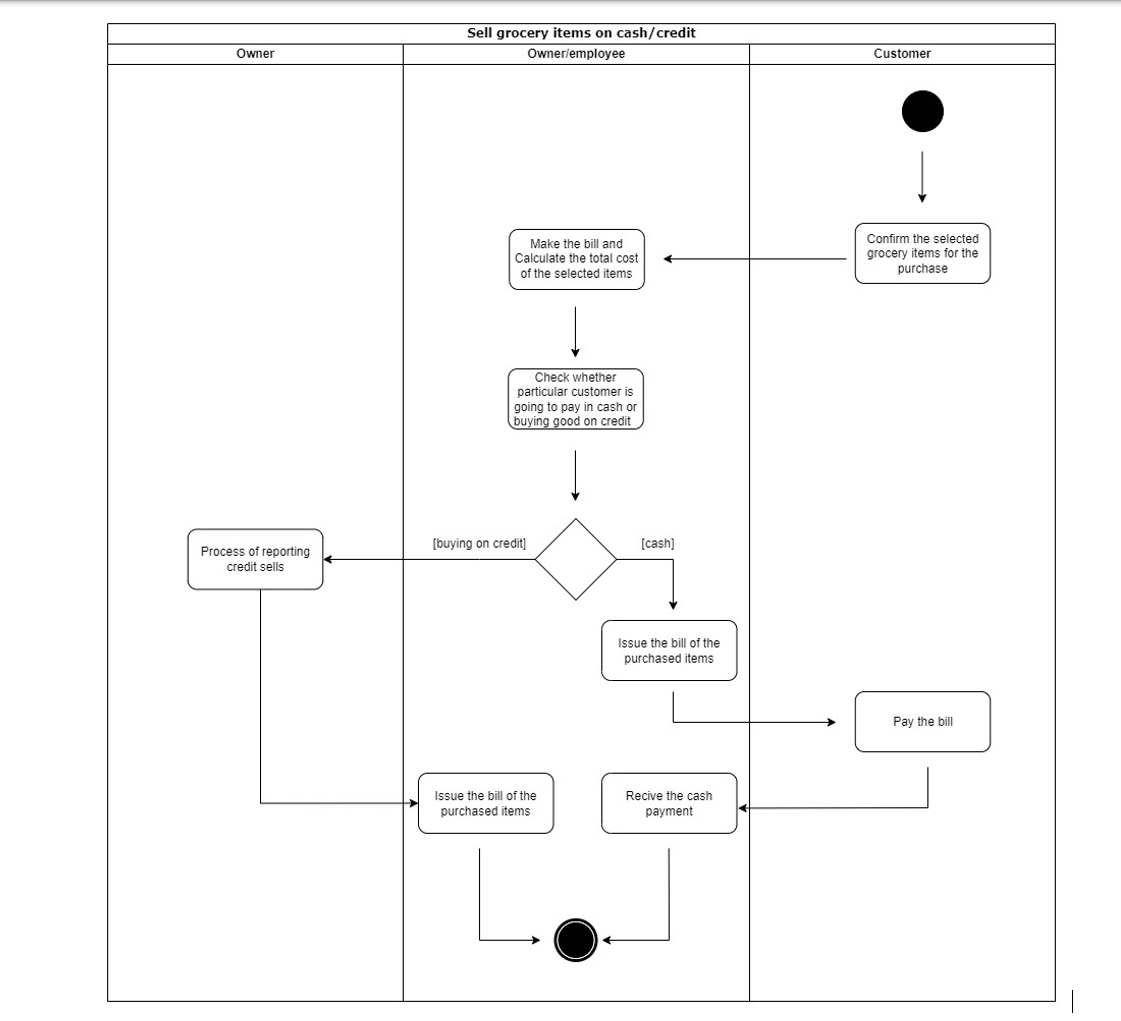 Sell grocery items on cash/credit
Owner
Owner/employee
Customer
Confirm the selected
grocery items for the
purchase
Make the bill and
Calculate the total cost
of the selected items
Check whether
particular customer is
going to pay in cash or
buying good on credit
[buying on credit]
[cash]
Process of reporting
credit sells
Issue the bill of the
purchased items
Pay the bill
Issue the bill of the
purchased items
Recive the cash
payment